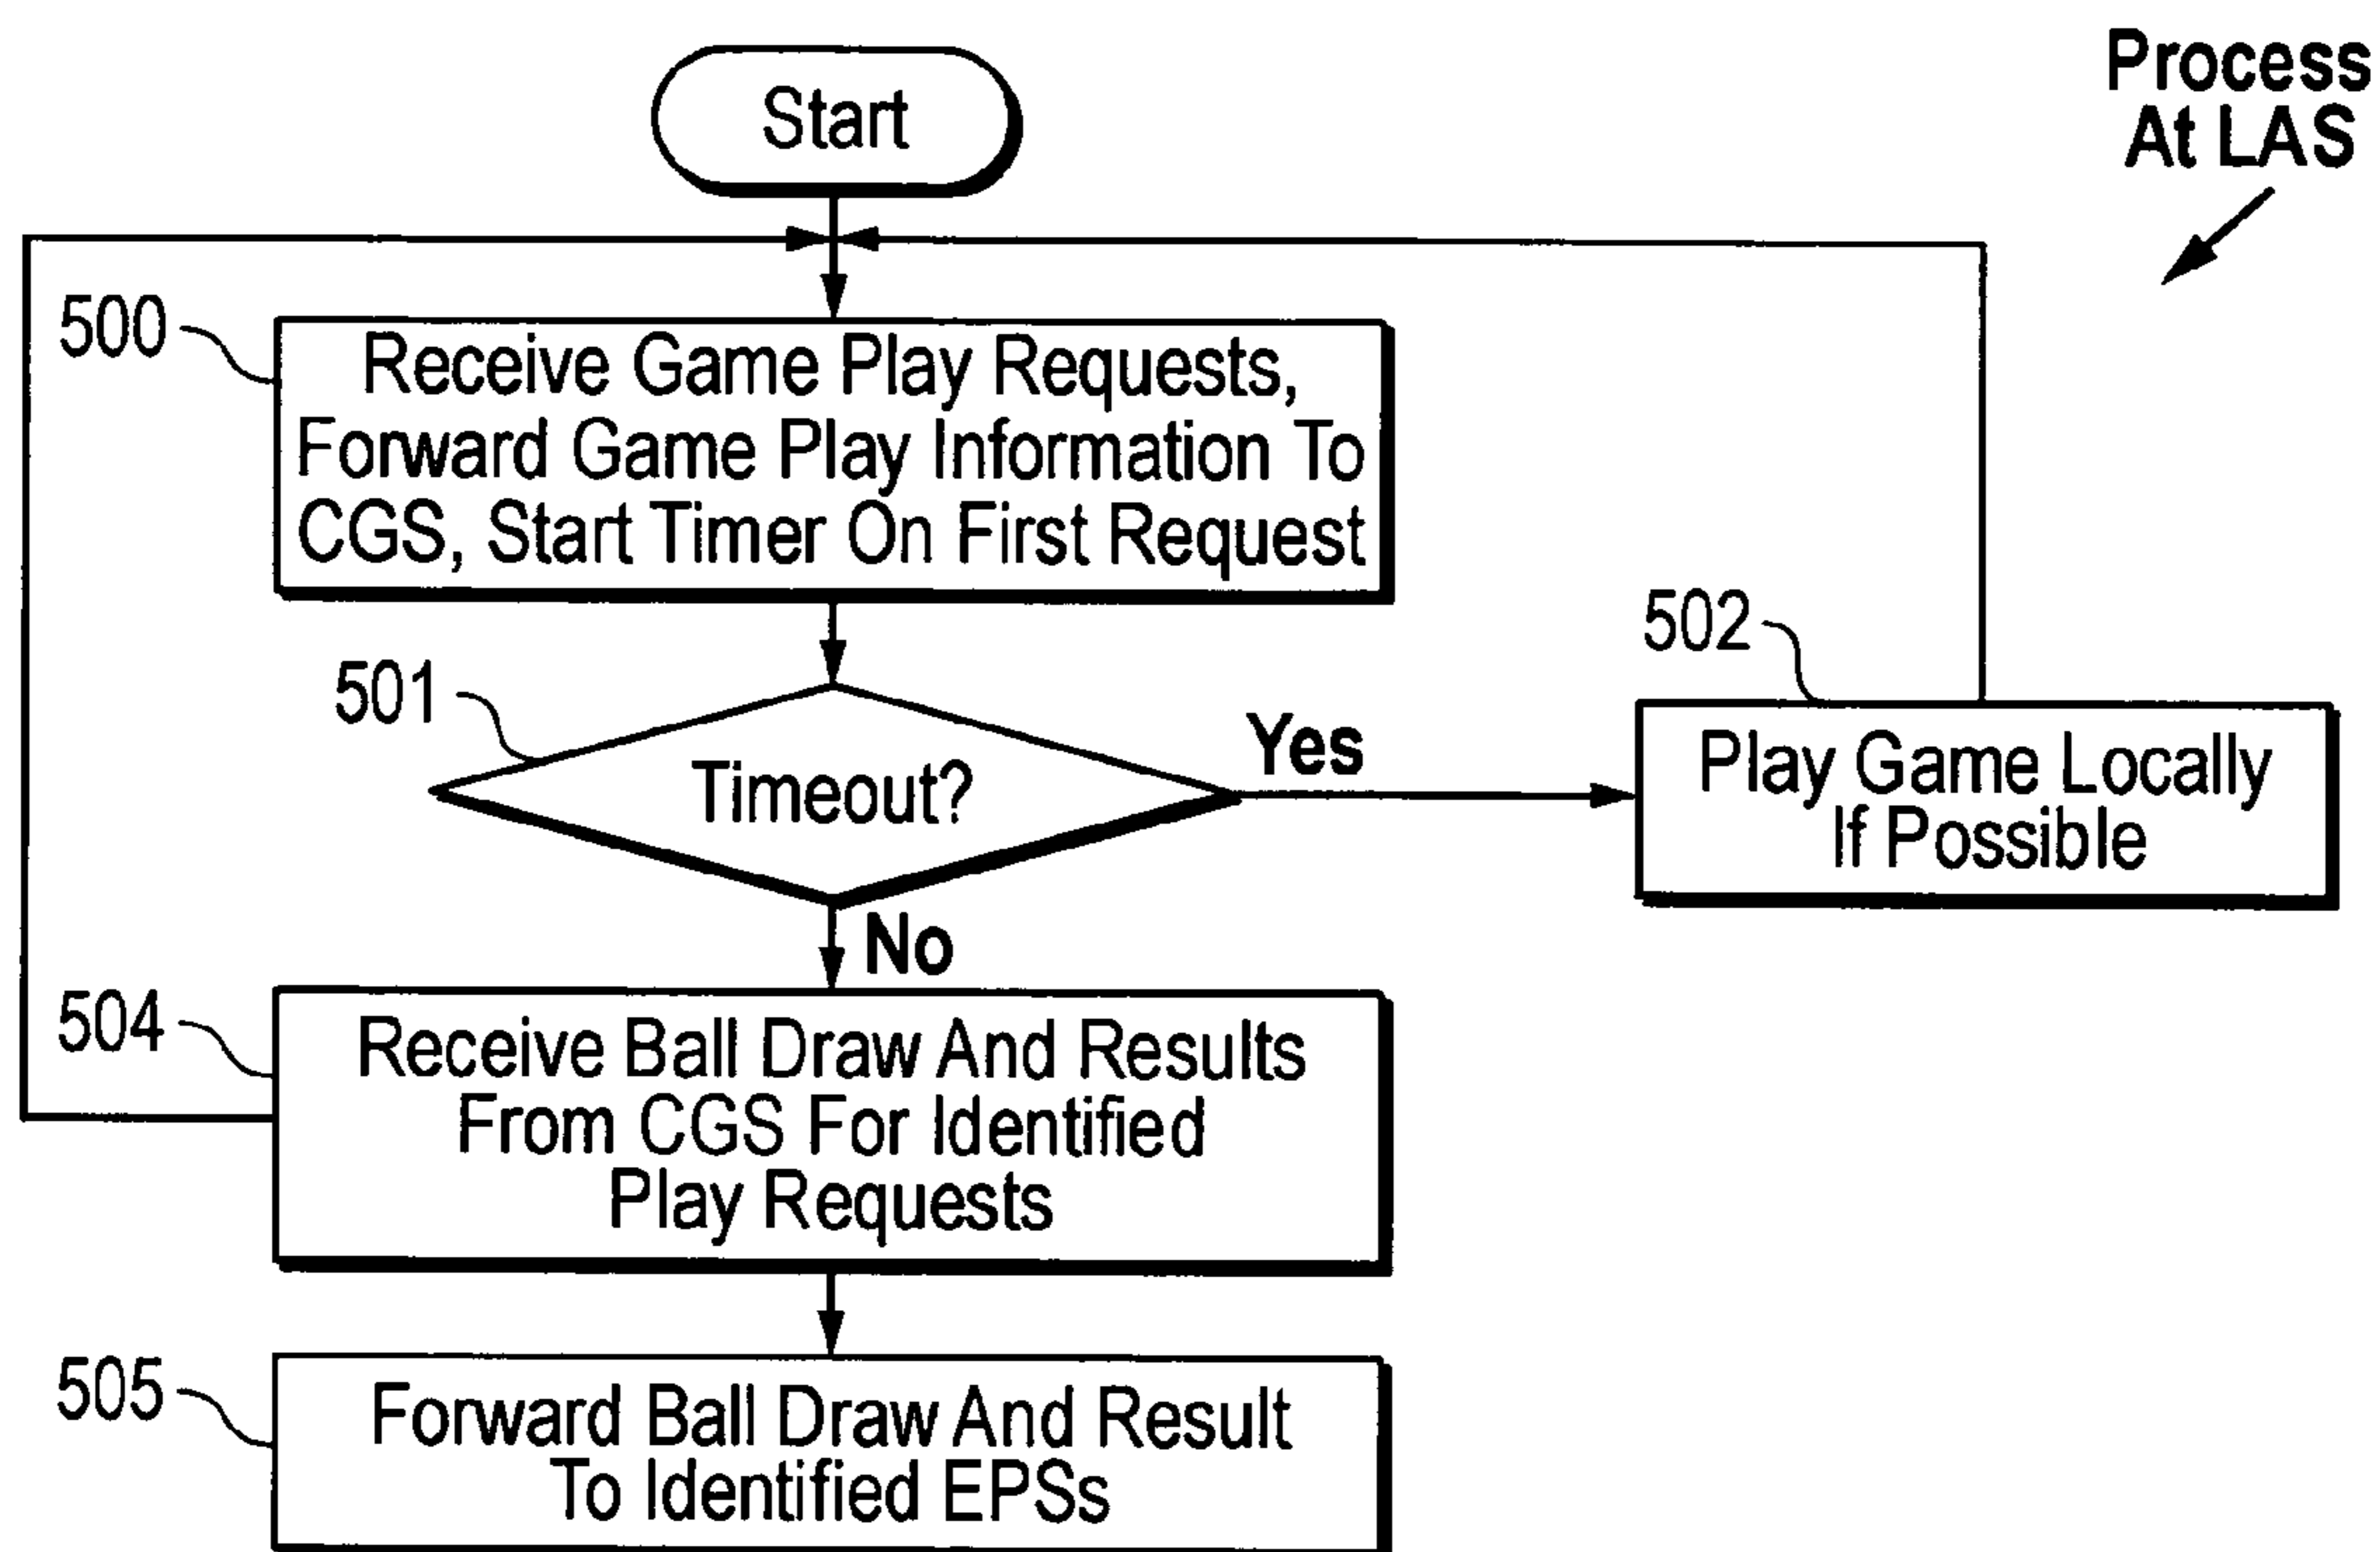 Process
At LAS
Start
500
Receive Game Play Requests,
Forward Game Play Information To
CGS, Start Timer On First Request
501
Timeout?
Yes
502
Play Game Locally
If Possible
No
504
Receive Ball Draw And Results
From CGS For Identified
Play Requests
505
Forward Ball Draw And Result
To Identified EPSs